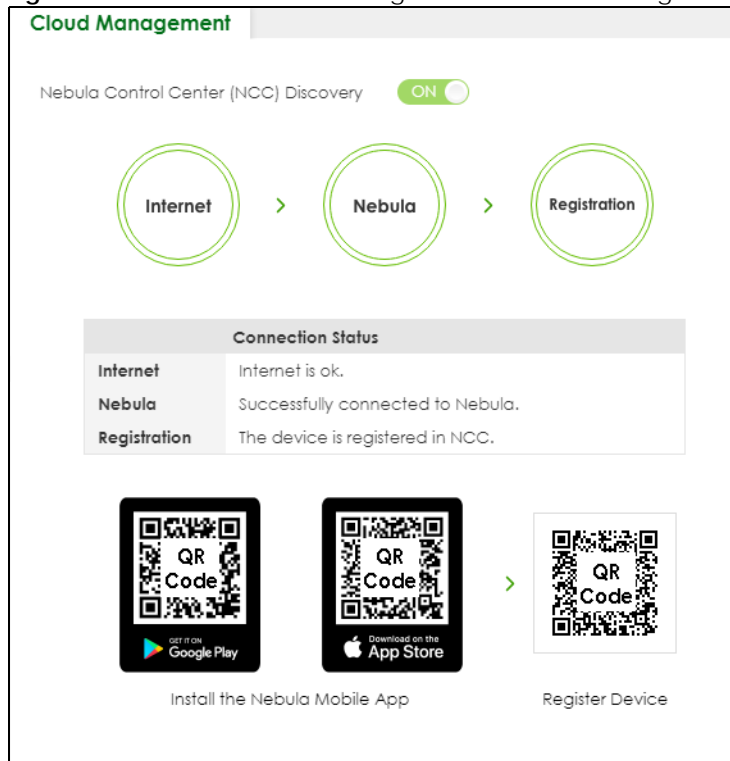 Cloud Management
Nebula Control Center (NCC) Discovery ON
Internet > Nebula > Registration
Connection Status
Internet Internet is ok.
Nebula Successfully connected to Nebula.
Registration The device is registered in NCC.
QR Code
GET IT ON
Google Play
QR Code
Download on the
App Store
>
QR Code
Install the Nebula Mobile App
Register Device